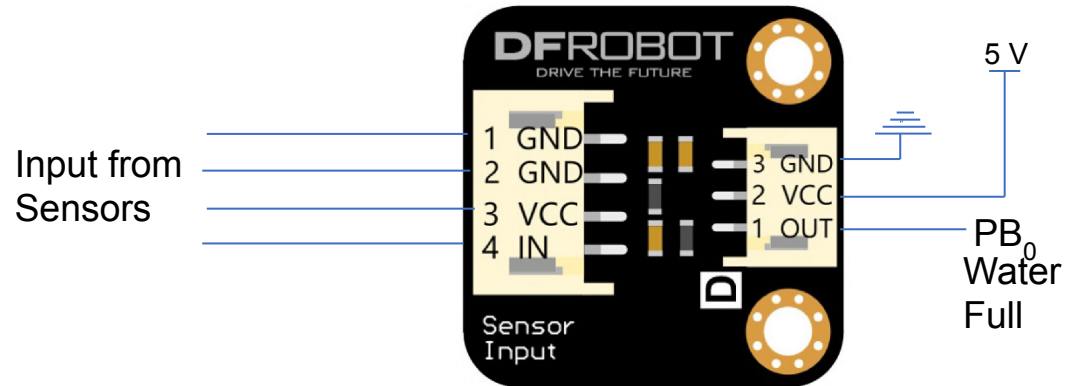 DFROBOT
DRIVE THE FUTURE
5 V
Input from
Sensors
1 GND
2 GND
3 VCC
4 IN
3 GND
2 VCC
1 OUT
PB0
Water
Full
D
Sensor
Input